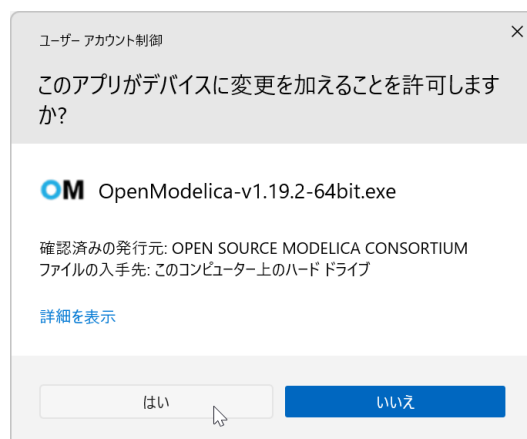 ユーザー アカウント制御
このアプリがデバイスに変更を加えることを許可します
か?
OM OpenModelica-v1.19.2-64bit.exe
確認済みの発行元: OPEN SOURCE MODELICA CONSORTIUM
ファイルの入手先: このコンピューター上のハード ドライブ
詳細を表示
はい いいえ